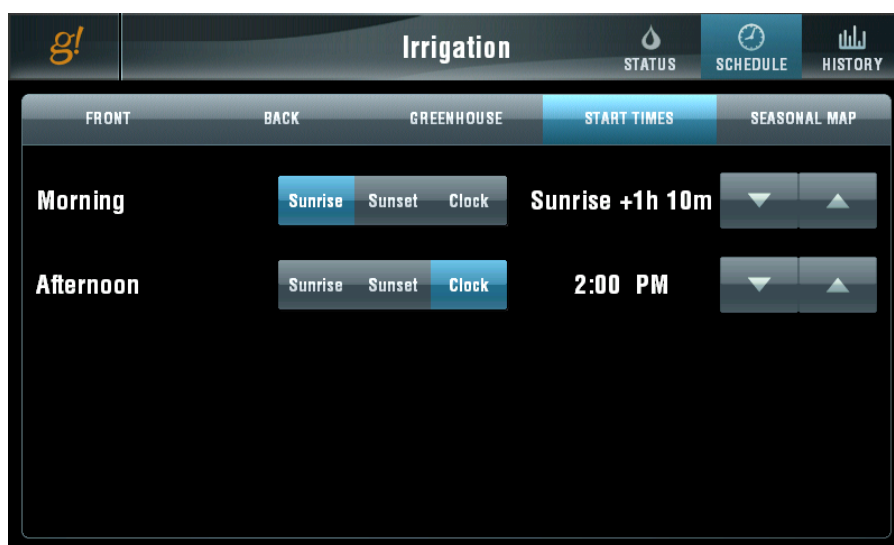 g! Irrigation STATUS SCHEDULE HISTORY
FRONT BACK GREENHOUSE START TIMES SEASONAL MAP
Morning Sunrise Sunset Clock Sunrise +1h 10m
Afternoon Sunrise Sunset Clock 2:00 PM